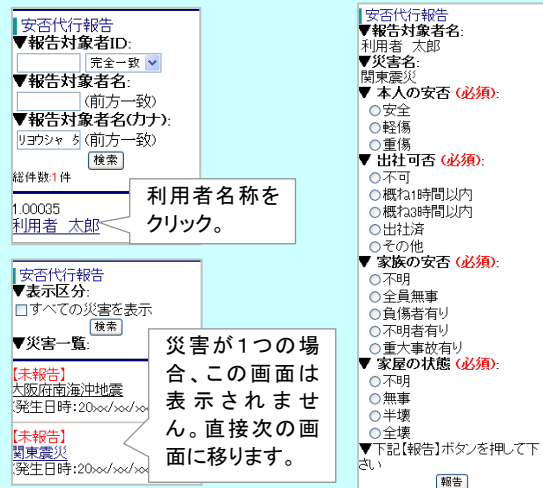 安否代行報告
▼報告対象者ID:
完全一致
▼報告対象者名:
(前方一致)
▼報告対象者名(カナ):
リヨウシャ タ (前方一致)
検索
総件数:1件
1.00035
利用者 太郎
利用者名称を
クリック。
安否代行報告
▼表示区分:
すべての災害を表示
検索
▼災害一覧:
【未報告】
大阪府南海沖地震
(発生日時:20xx/xx/xx
【未報告】
関東震災
(発生日時:20xx/xx/xx
災害が1つの場
合、この画面は
表示されませ
ん。直接次の画
面に移ります。
安否代行報告
▼報告対象者名:
利用者 太郎
▼災害名:
関東震災
▼ 本人の安否 (必須):
安全
軽傷
重傷
▼ 出社可否 (必須):
不可
概ね1時間以内
概ね3時間以内
出社済
その他
▼ 家族の安否 (必須):
不明
全員無事
負傷者有り
不明者有り
重大事故有り
▼ 家屋の状態 (必須):
不明
無事
半壊
全壊
▼下記【報告】ボタンを押して下
さい
報告